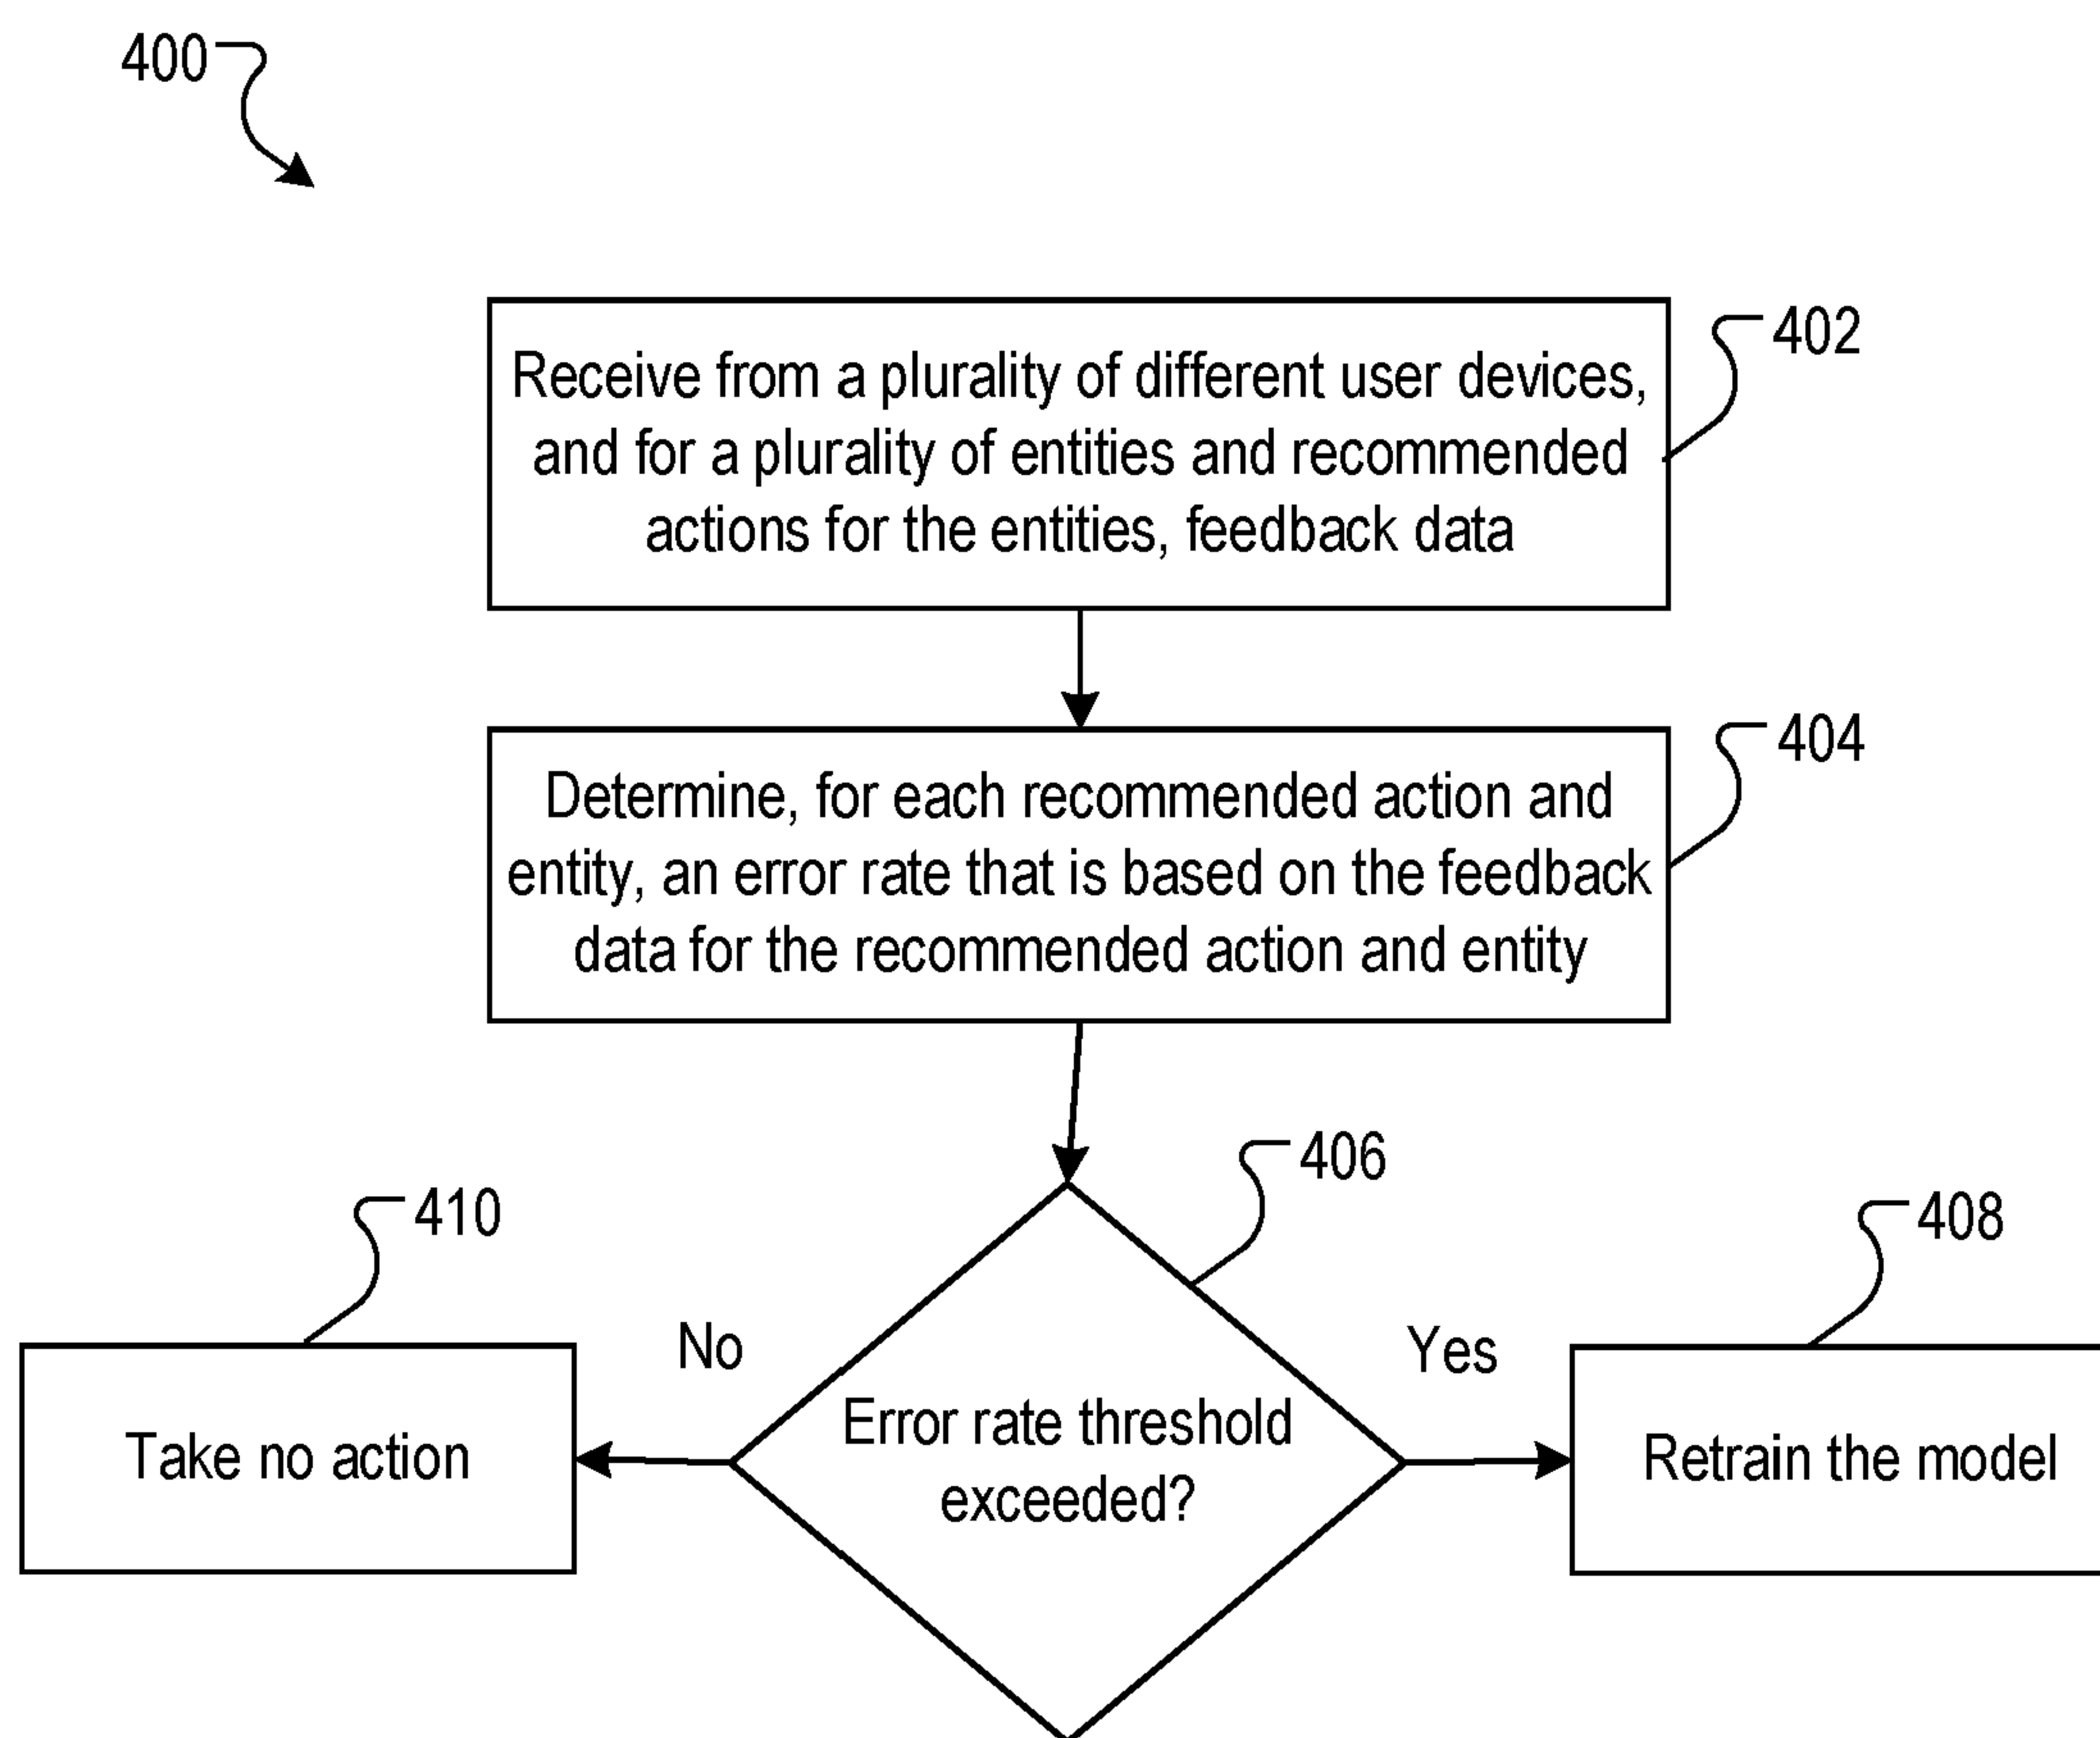 400
402
Receive from a plurality of different user devices,
and for a plurality of entities and recommended
actions for the entities, feedback data
404
Determine, for each recommended action and
entity, an error rate that is based on the feedback
data for the recommended action and entity
406
410
408
No
Yes
Error rate threshold
exceeded?
Take no action
Retrain the model